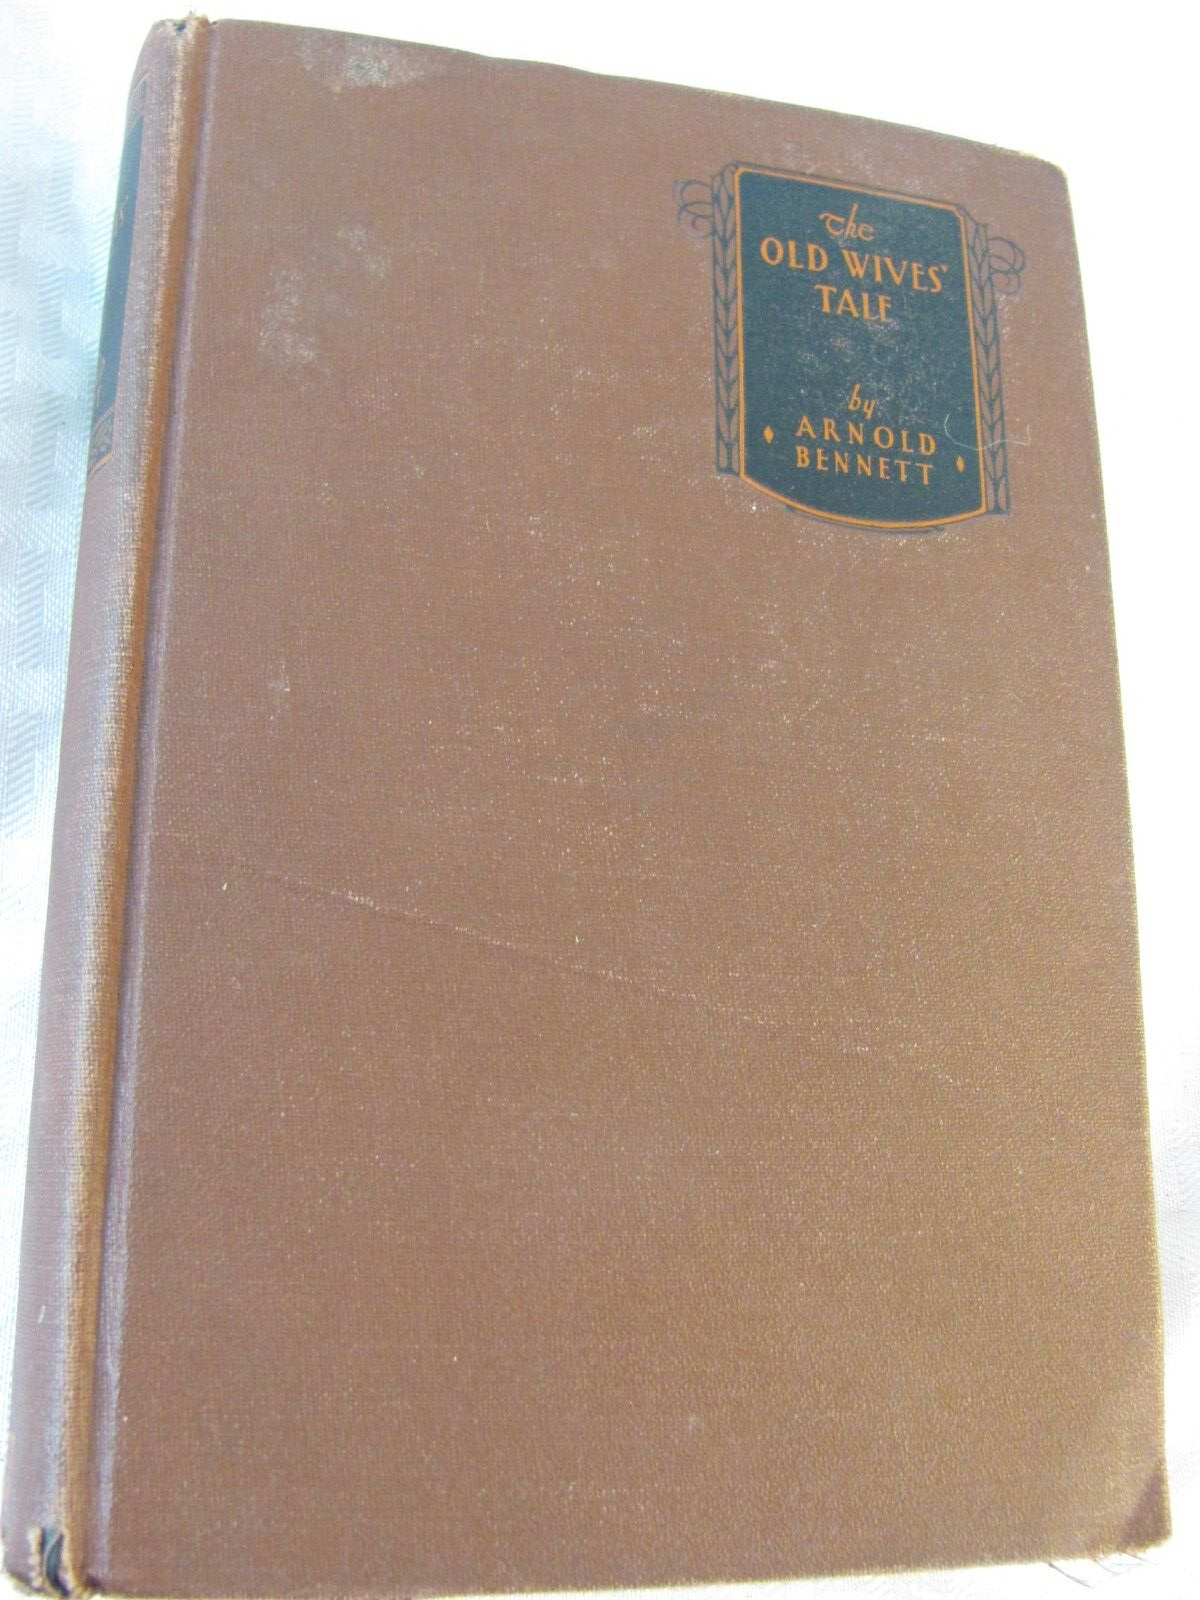 The
OLD WIVES'
TALE
by
ARNOLD
BENNETT